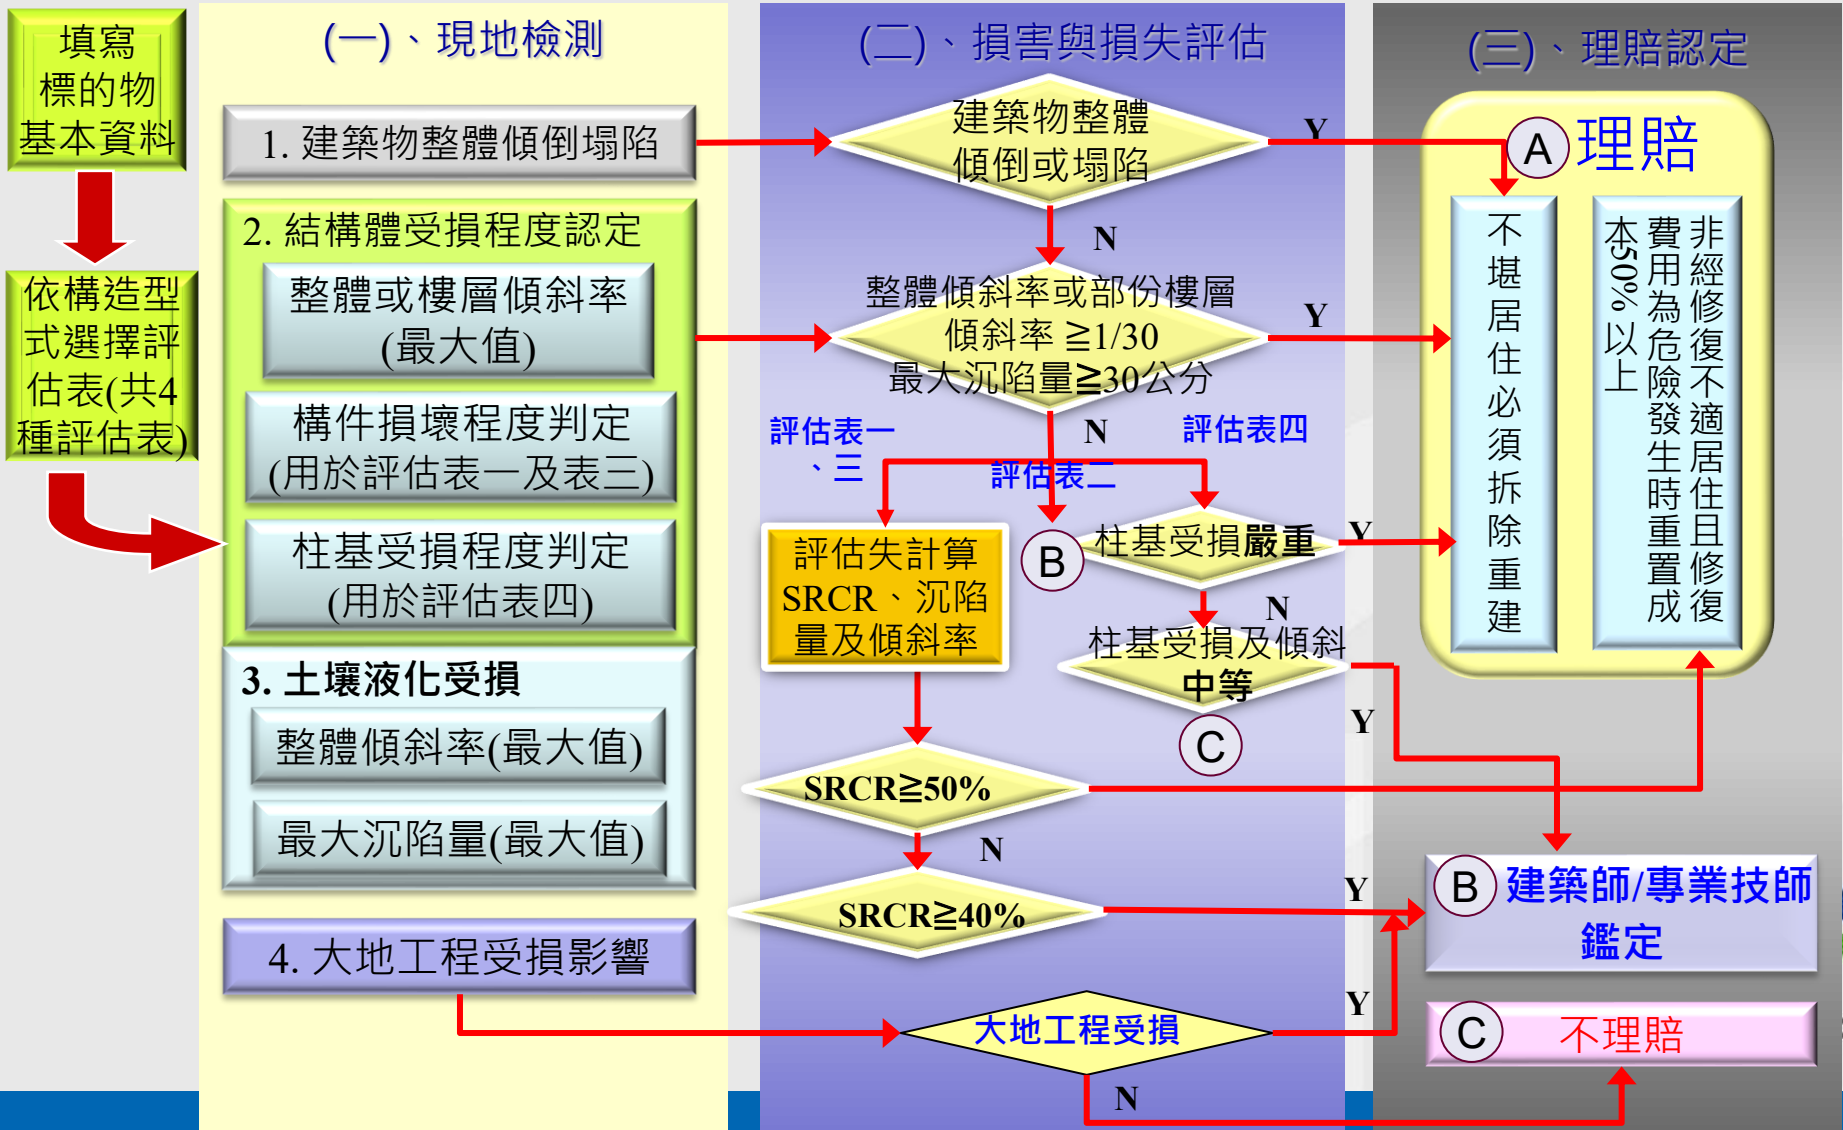 填寫
標的物
基本資料
依構造型
式選擇評
估表(共4
種評估表)
(一)、現地檢測
1. 建築物整體傾倒塌陷
2. 結構體受損程度認定
整體或樓層傾斜率
(最大值)
構件損壞程度判定
(用於評估表一及表三)
柱基受損程度判定
(用於評估表四)
3. 土壤液化受損
整體傾斜率(最大值)
最大沉陷量(最大值)
4. 大地工程受損影響
(二)、損害與損失評估
建築物整體
傾倒或塌陷
Y
N
整體傾斜率或部份樓層
傾斜率 ≧1/30
最大沉陷量≧30公分
Y
N
評估表一
、三
評估表二
評估表四
評估失計算
SRCR、沉陷
量及傾斜率
B
柱基受損嚴重
Y
N
柱基受損及傾斜
中等
Y
C
SRCR≧50%
N
SRCR≧40%
Y
大地工程受損
Y
N
(三)、理賠認定
A 理賠
不堪居住必須拆除重建
非經修復不適居住且修復
費用為危險發生時重置成
本50%以上
B 建築師/專業技師
鑑定
C 不理賠